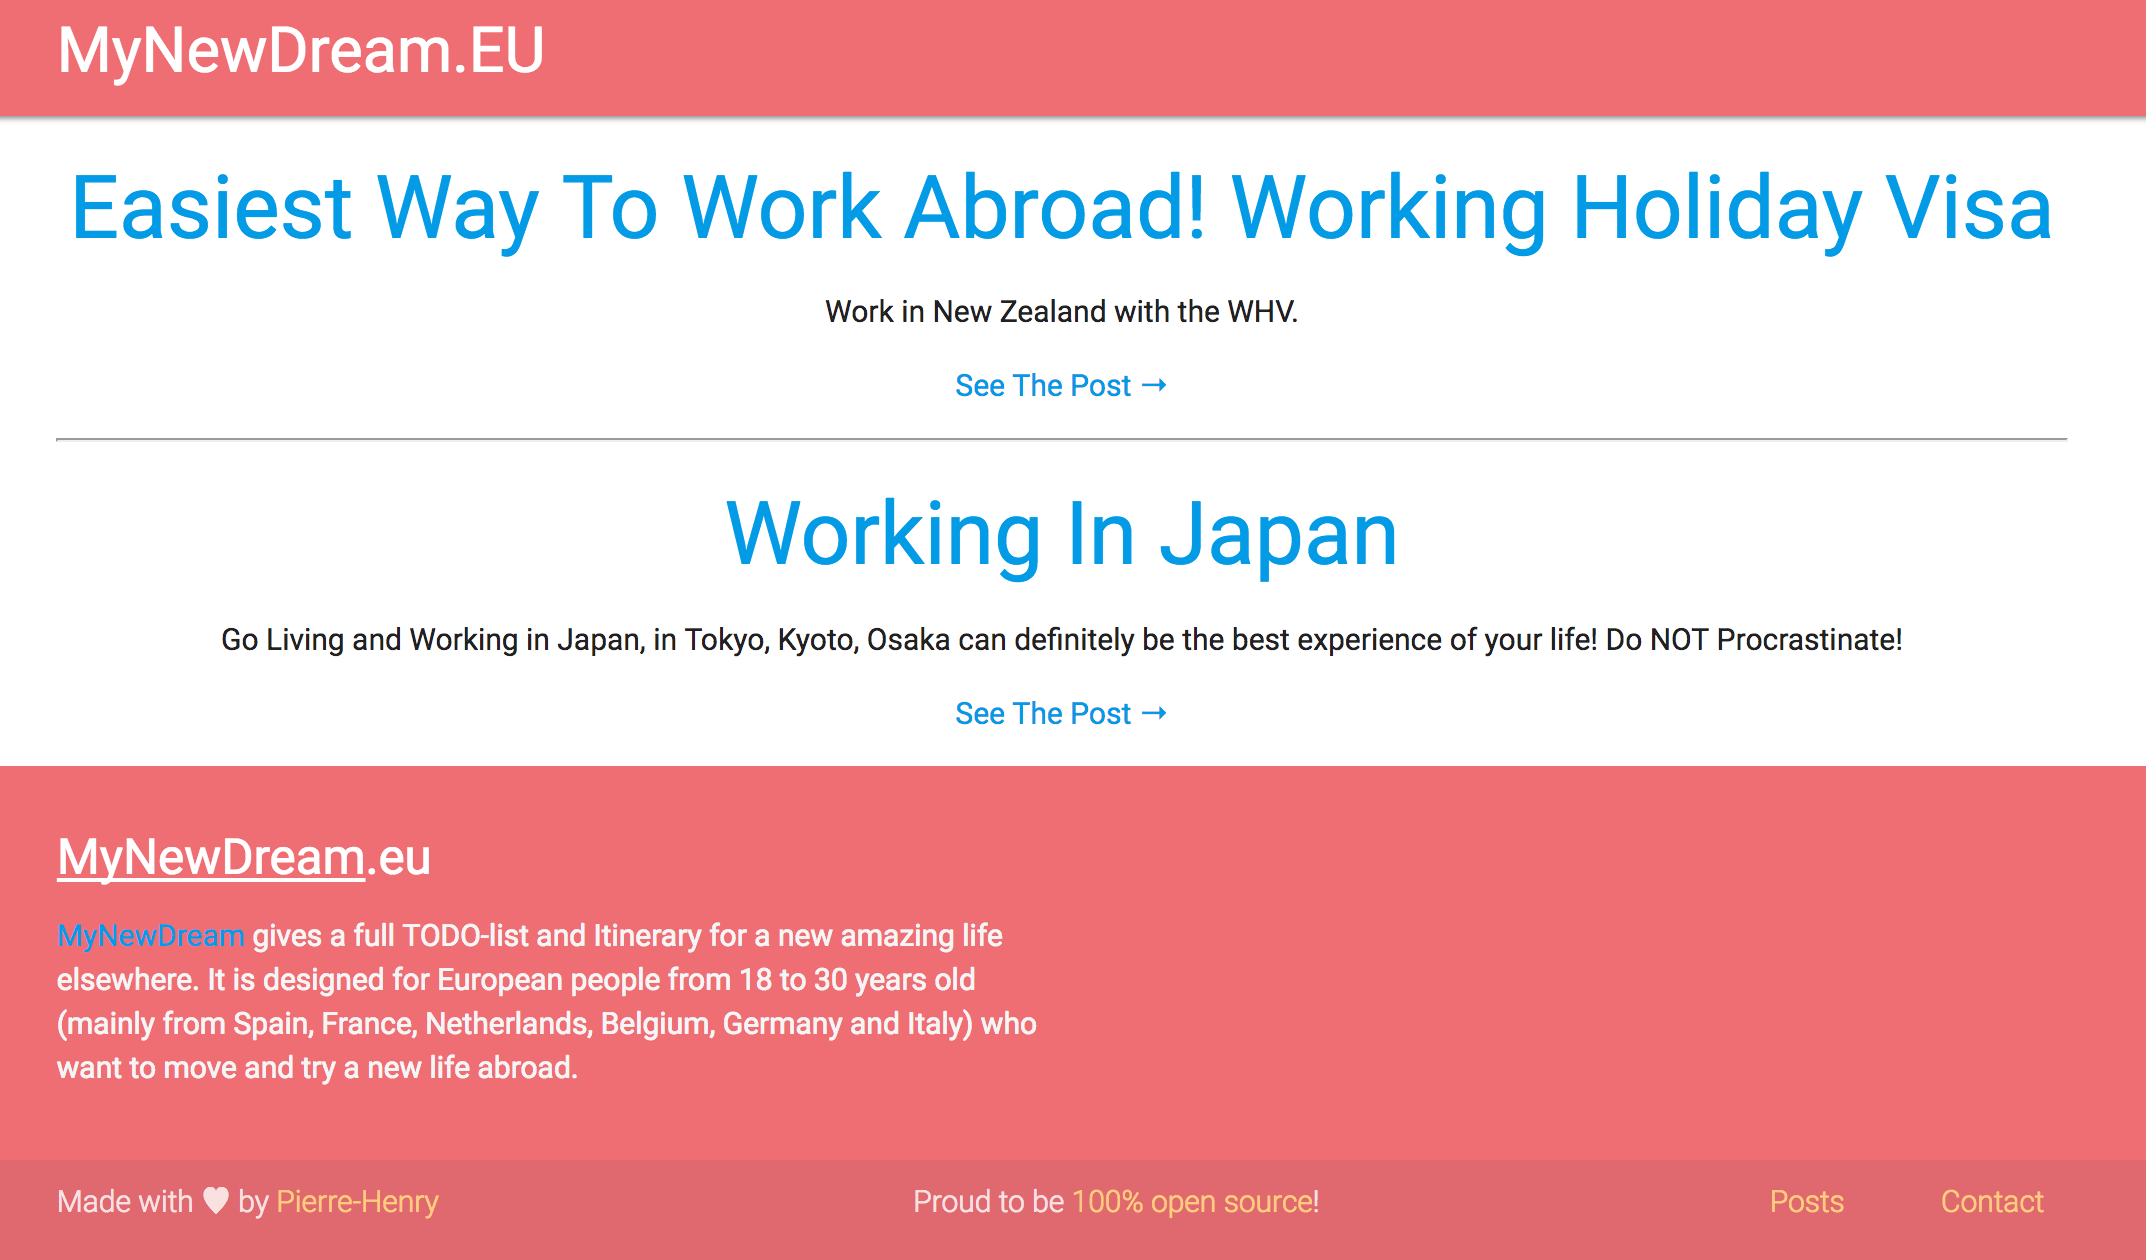 MyNewDream.EU
Easiest Way To Work Abroad! Working Holiday Visa
Work in New Zealand with the WHV.
See The Post →
Working In Japan
Go Living and Working in Japan, in Tokyo, Kyoto, Osaka can definitely be the best experience of your life! Do NOT Procrastinate!
See The Post →
MyNewDream.eu
MyNewDream gives a full TODO-list and Itinerary for a new amazing life
elsewhere. It is designed for European people from 18 to 30 years old
(mainly from Spain, France, Netherlands, Belgium, Germany and Italy) who
want to move and try a new life abroad.
Made with ♥ by Pierre-Henry
Proud to be 100% open source!
Posts
Contact